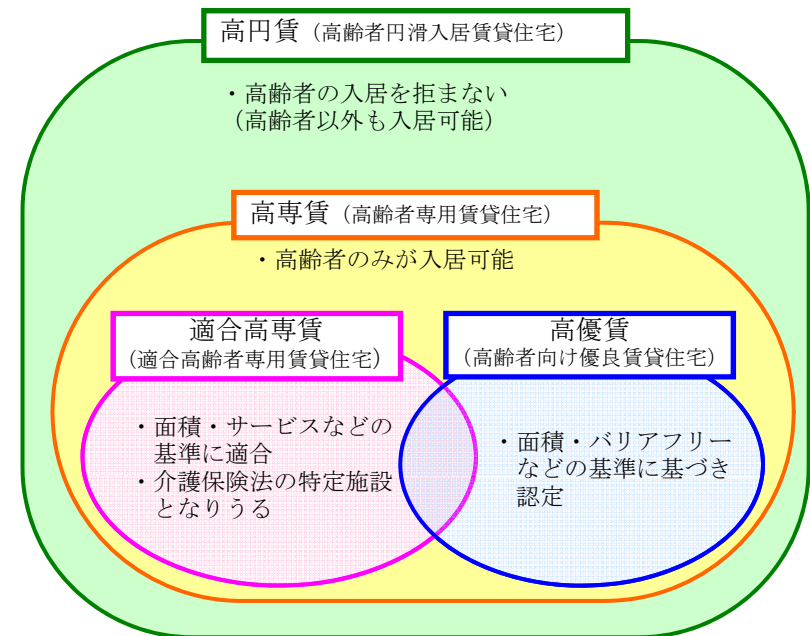 高円賃（高齢者円滑入居賃貸住宅）
・高齢者の入居を拒まない
（高齢者以外も入居可能）
高専賃（高齢者専用賃貸住宅）
・高齢者のみが入居可能
適合高専賃
（適合高齢者専用賃貸住宅）
・面積・サービスなどの
基準に適合
・介護保険法の特定施設
となりうる
高優賃
（高齢者向け優良賃貸住宅）
・面積・バリアフリー
などの基準に基づき
認定